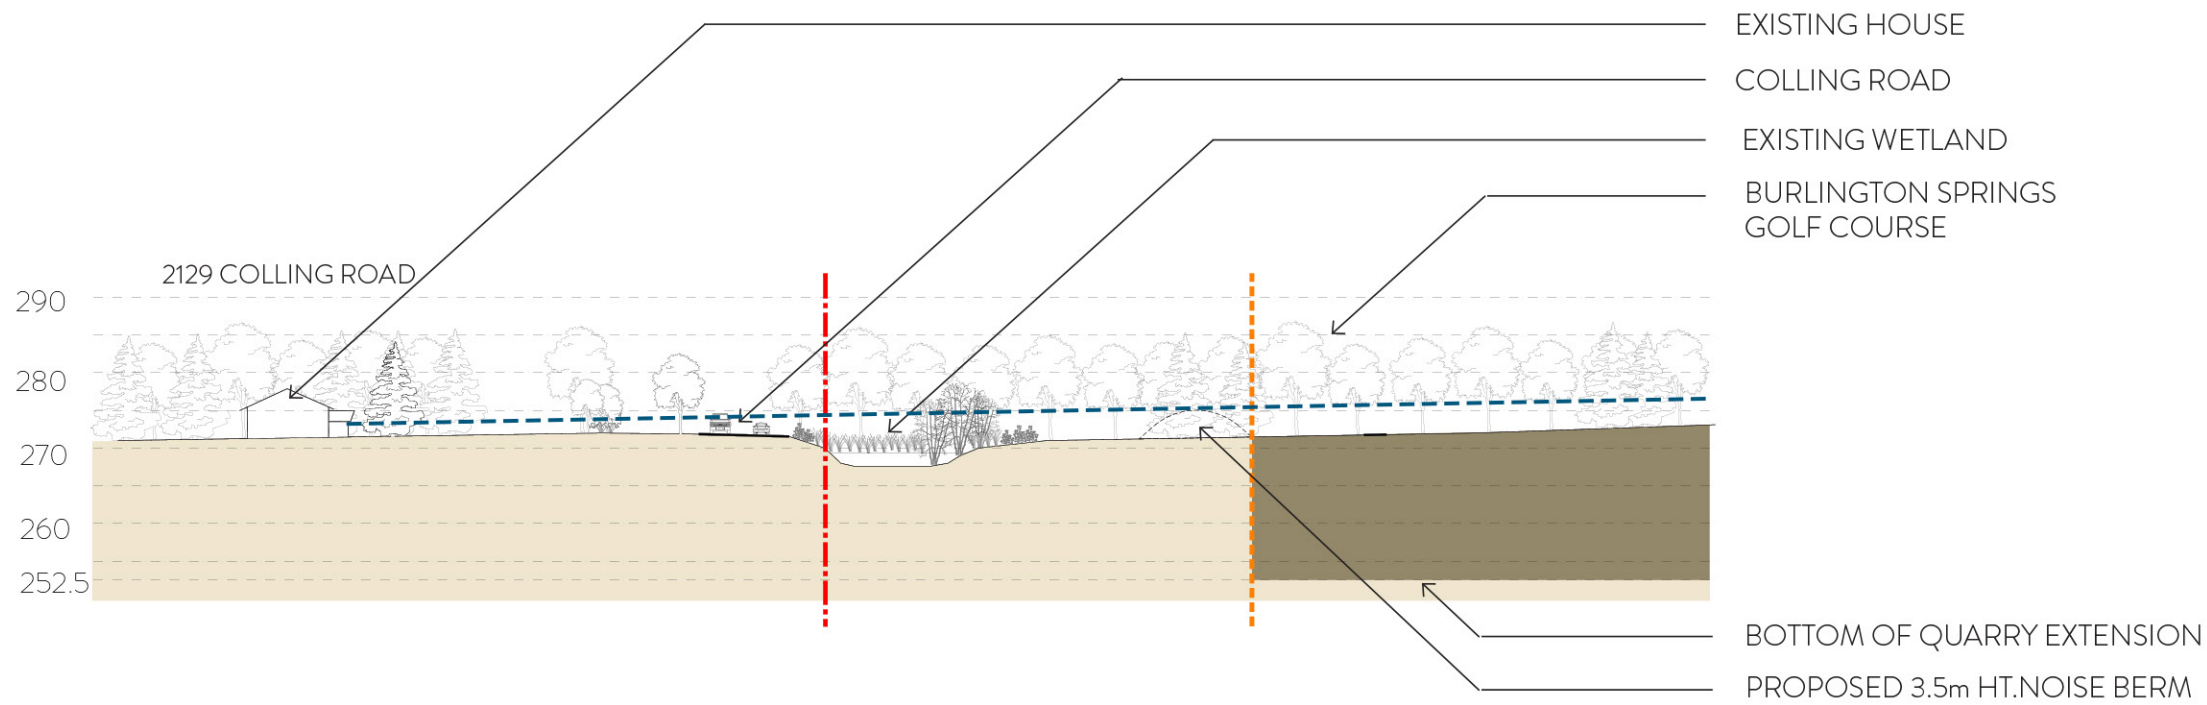 EXISTING HOUSE
COLLING ROAD
EXISTING WETLAND
BURLINGTON SPRINGS
GOLF COURSE
2129 COLLING ROAD
290
280
270
260
252.5
BOTTOM OF QUARRY EXTENSION
PROPOSED 3.5m HT.NOISE BERM